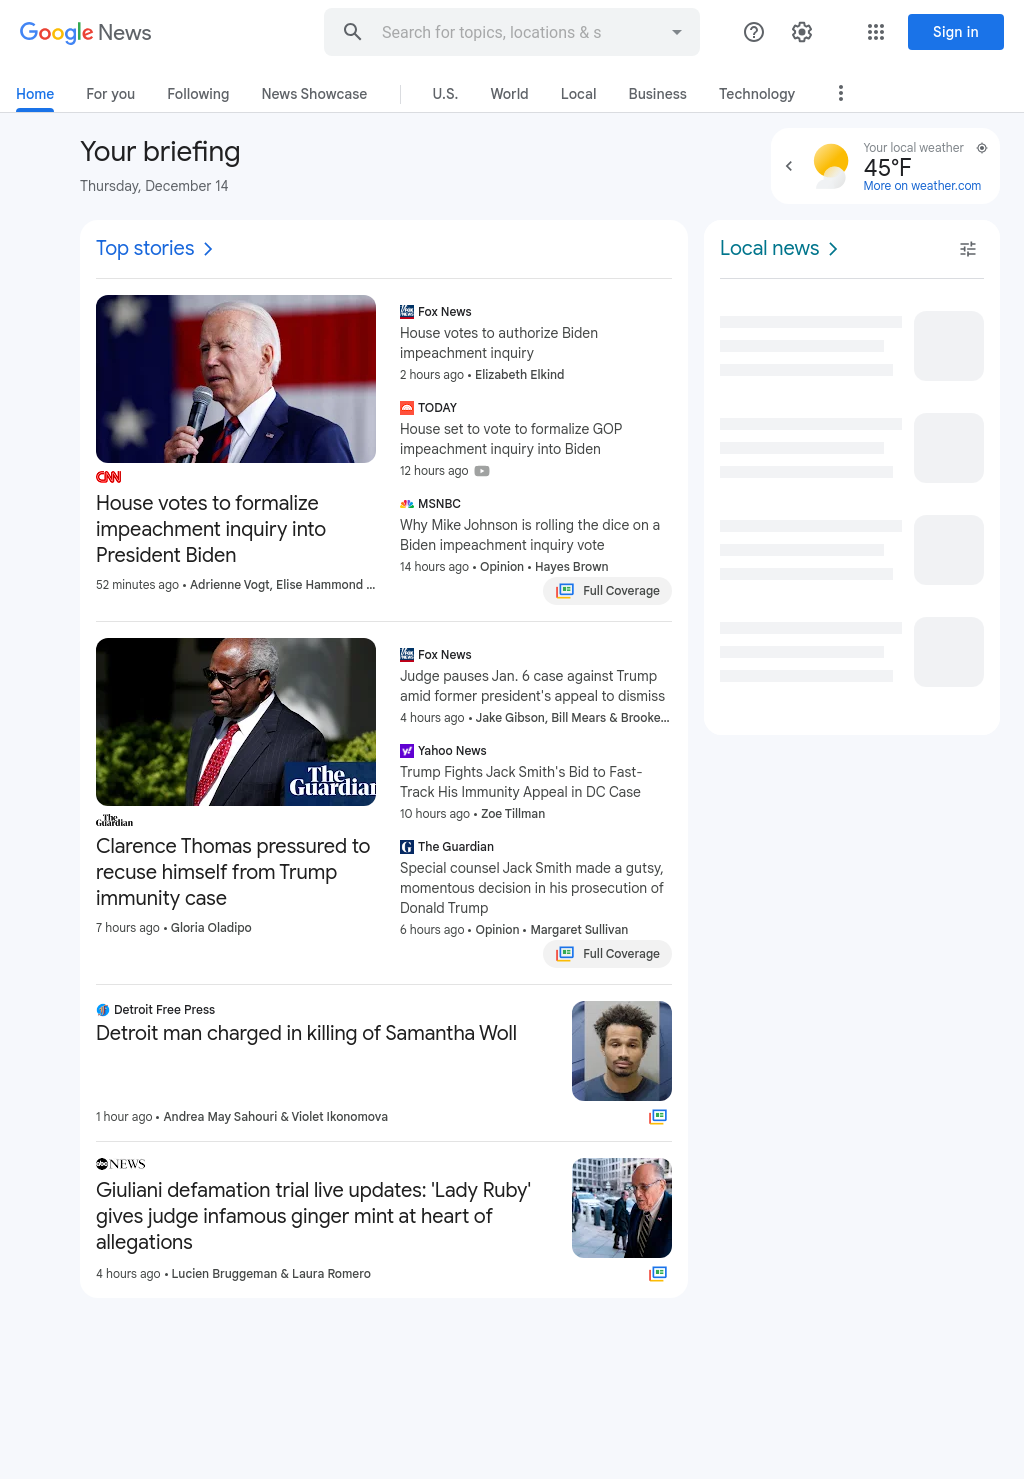 Google News
Search for topics, locations & s
Sign in
Home
For you
Following
News Showcase
U.S.
World
Local
Business
Technology
Your briefing
Thursday, December 14
Your local weather
45°F
More on weather.com
Top stories
CNN
House votes to formalize
impeachment inquiry into
President Biden
52 minutes ago • Adrienne Vogt, Elise Hammond ...
Fox News
House votes to authorize Biden
impeachment inquiry
2 hours ago • Elizabeth Elkind
TODAY
House set to vote to formalize GOP
impeachment inquiry into Biden
12 hours ago
MSNBC
Why Mike Johnson is rolling the dice on a
Biden impeachment inquiry vote
14 hours ago • Opinion • Hayes Brown
Full Coverage
The
Guardian
The
Guardian
Clarence Thomas pressured to
recuse himself from Trump
immunity case
7 hours ago • Gloria Oladipo
Fox News
Judge pauses Jan. 6 case against Trump
amid former president's appeal to dismiss
4 hours ago • Jake Gibson, Bill Mears & Brooke...
Yahoo News
Trump Fights Jack Smith's Bid to Fast-
Track His Immunity Appeal in DC Case
10 hours ago • Zoe Tillman
The Guardian
Special counsel Jack Smith made a gutsy,
momentous decision in his prosecution of
Donald Trump
6 hours ago • Opinion • Margaret Sullivan
Full Coverage
Detroit Free Press
Detroit man charged in killing of Samantha Woll
1 hour ago • Andrea May Sahouri & Violet Ikonomova
abc NEWS
Giuliani defamation trial live updates: 'Lady Ruby'
gives judge infamous ginger mint at heart of
allegations
4 hours ago • Lucien Bruggeman & Laura Romero
Local news